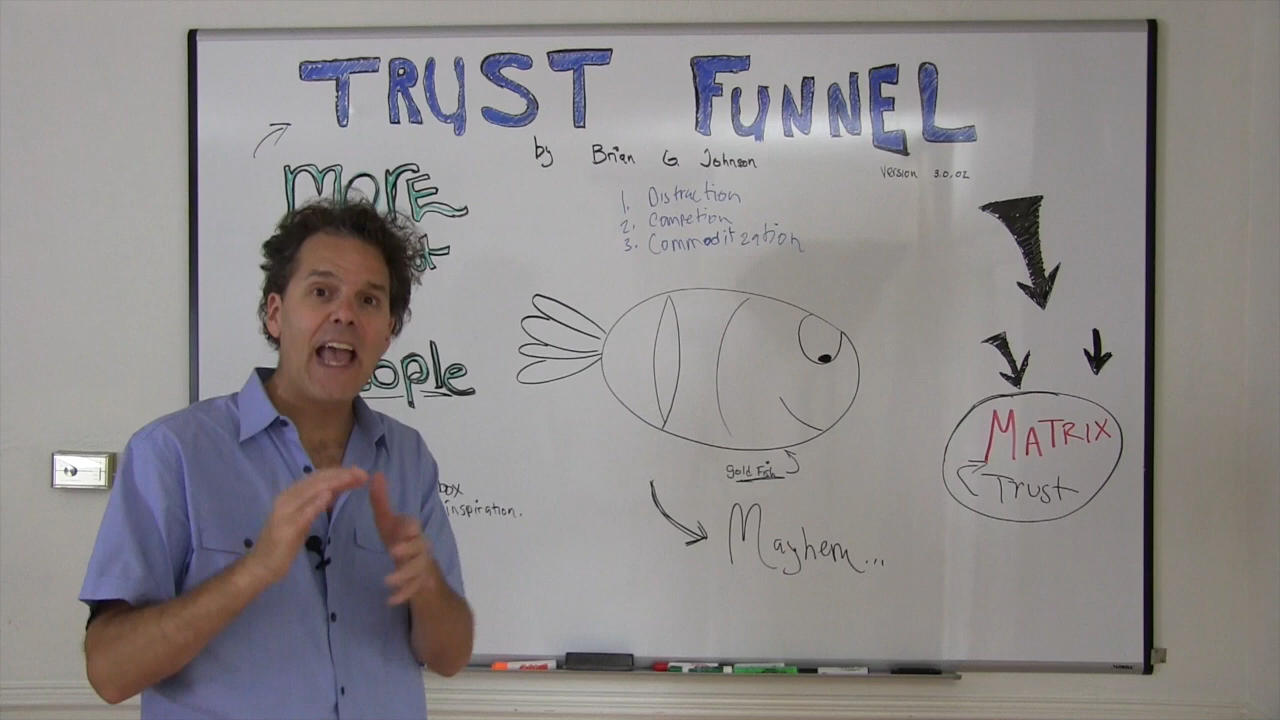 TRUST FUNNEL
by Brian G. Johnson
Version 3.0.02
MORE
1. Distraction
2. Competion
3. Commoditization
gold Fish
Mayhem...
MATRIX
Trust
box
inspiration.